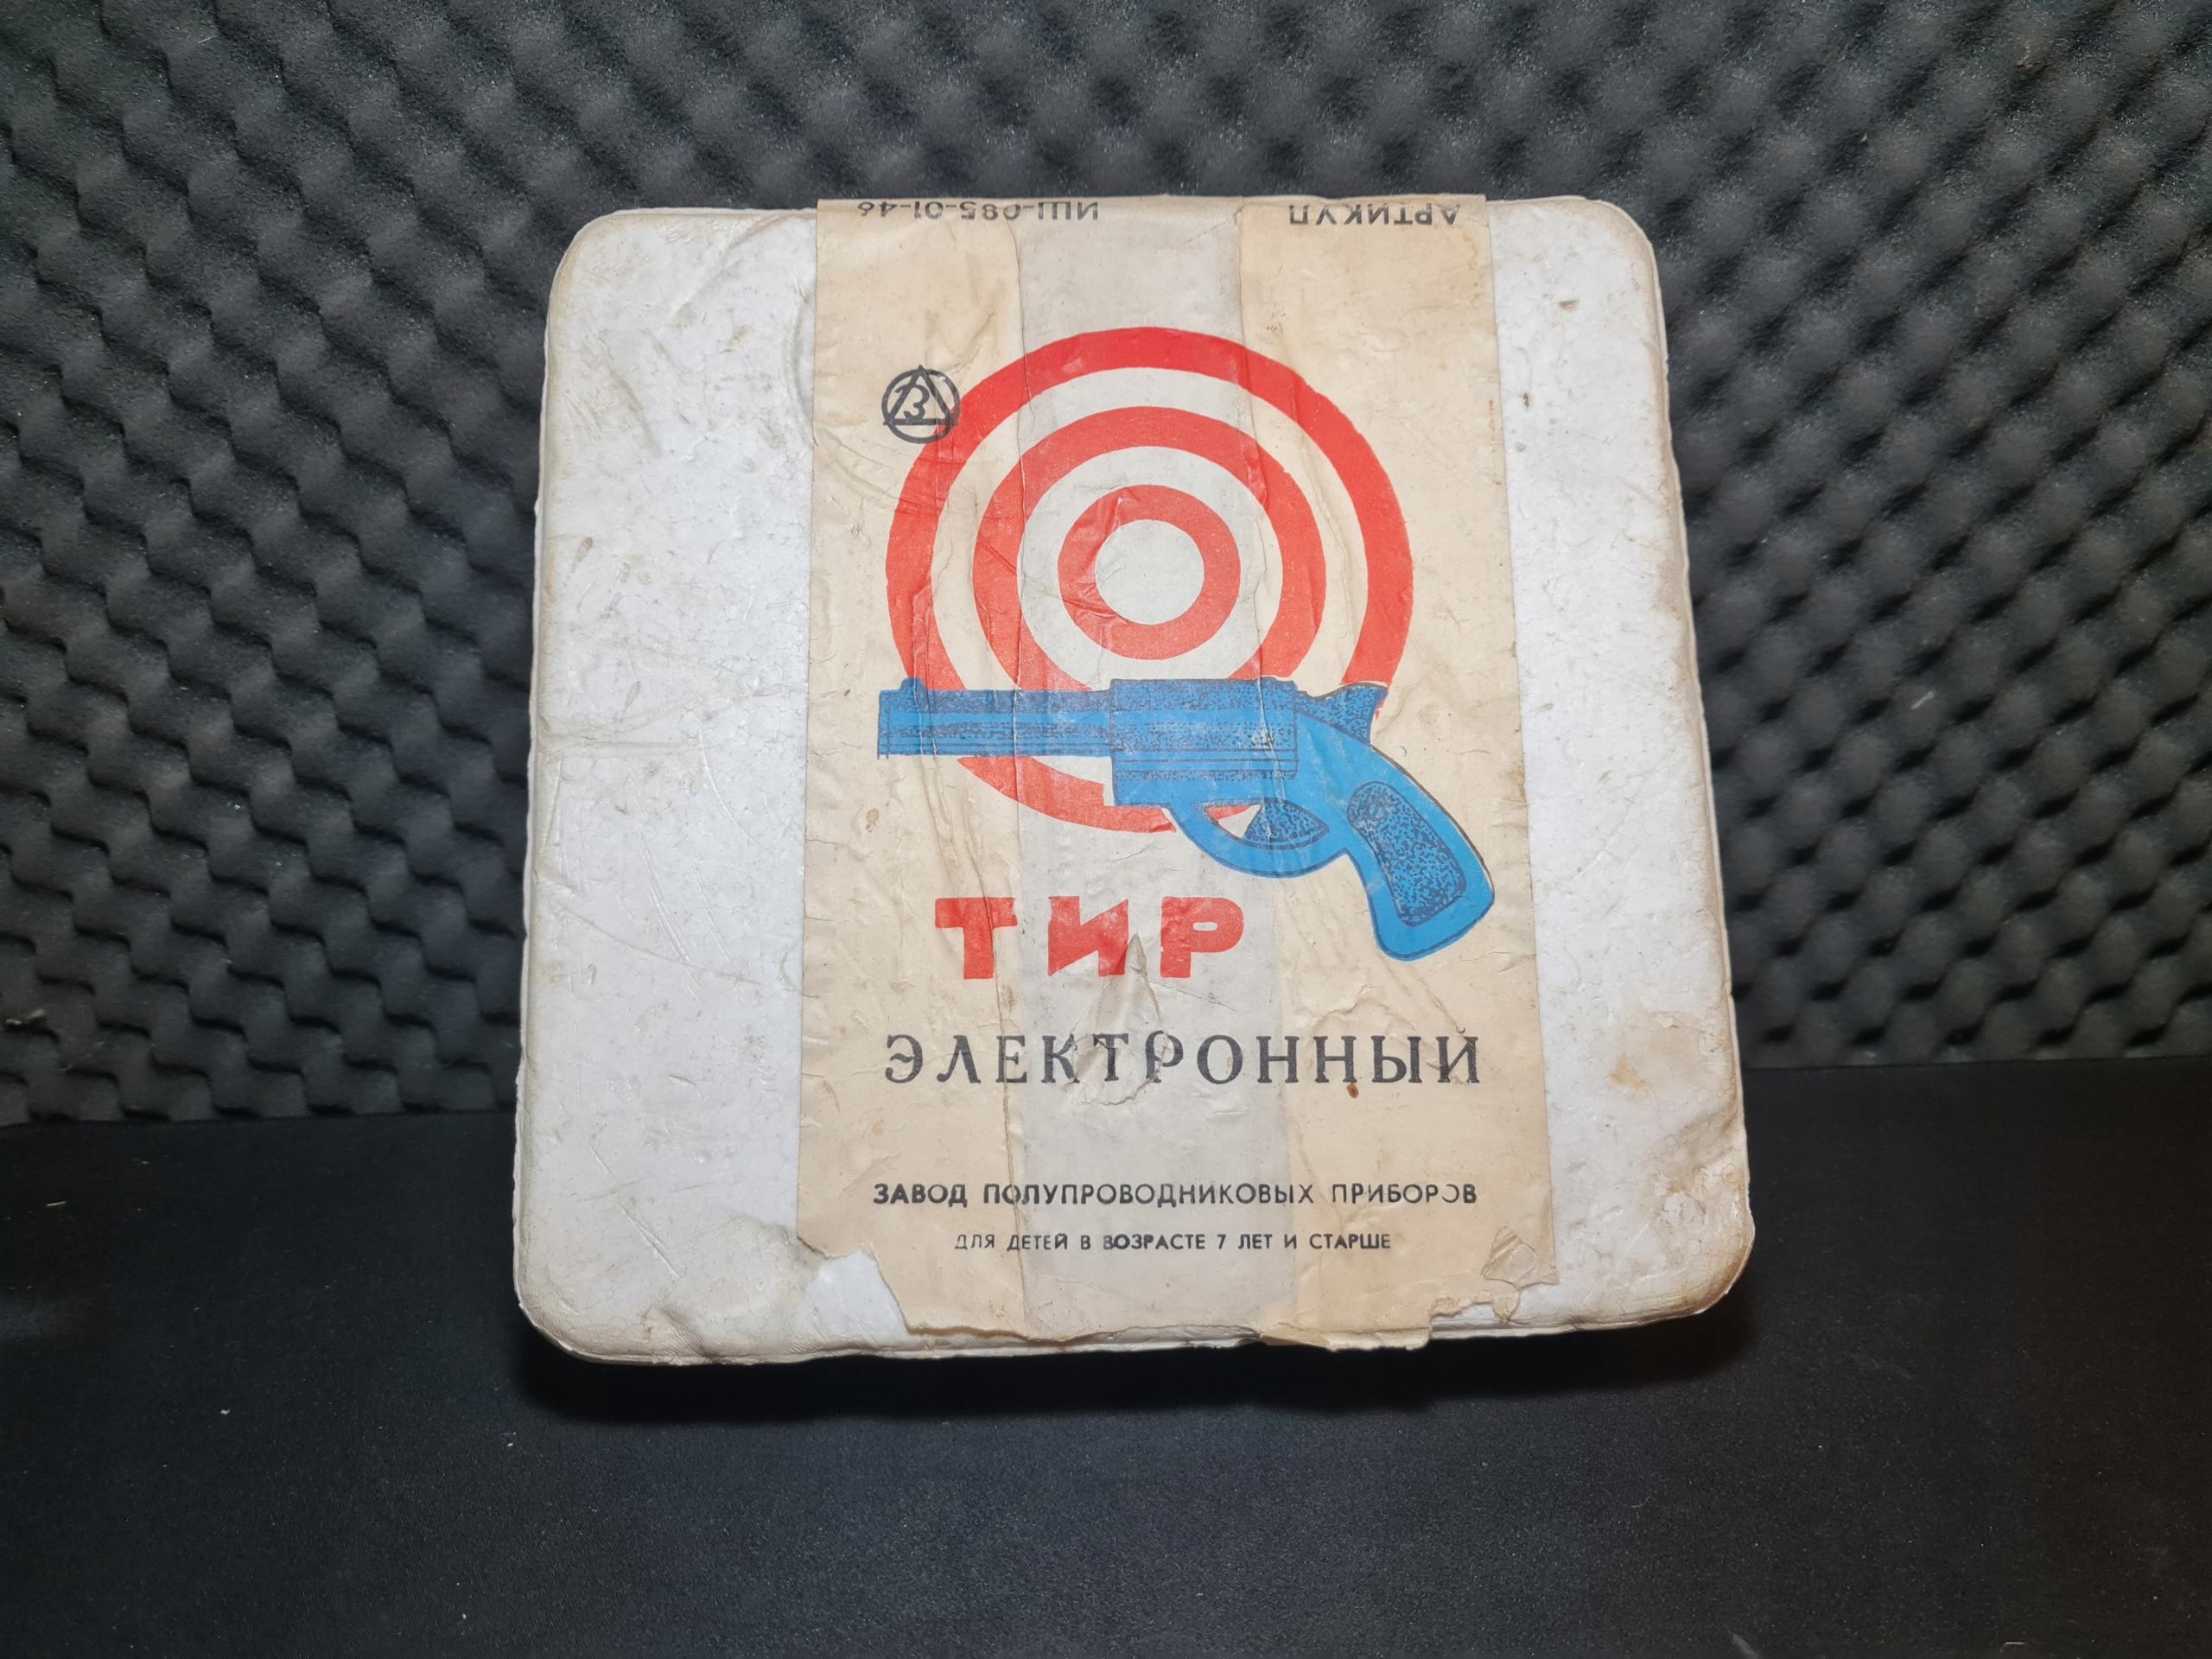 АРТИКУЛ ИШ-085-01-46
ТИР
ЭЛЕКТРОННЫЙ
ЗАВОД ПОЛУПРОВОДНИКОВЫХ ПРИБОРОВ
ДЛЯ ДЕТЕЙ В ВОЗРАСТЕ 7 ЛЕТ И СТАРШЕ